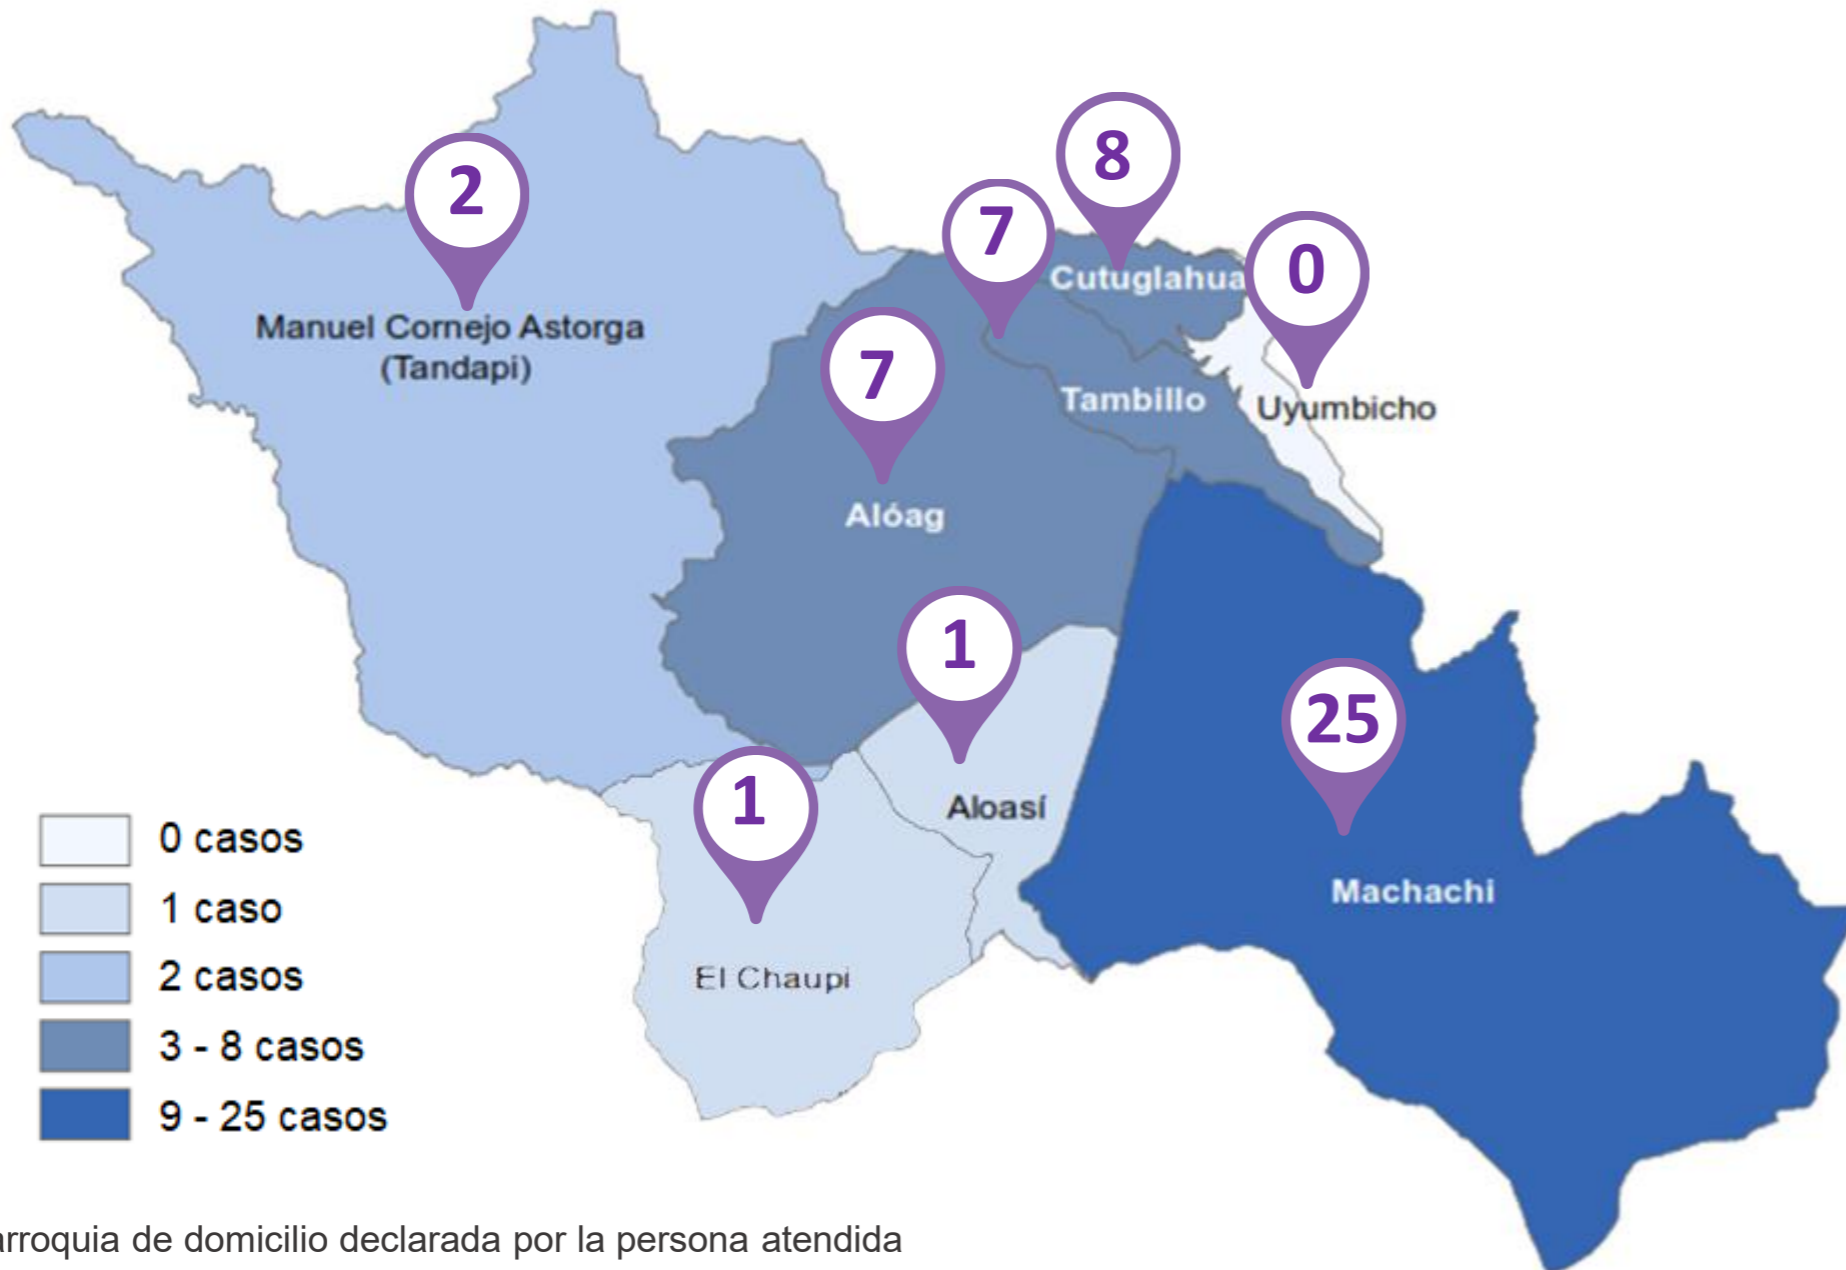 8
2
7
Cutuglahua
0
Manuel Cornejo Astorga
(Tandapi)
7
Tambillo
Uyumbicho
Alóag
1
25
1
Aloasí
Machachi
El Chaupi
0 casos
1 caso
2 casos
3 - 8 casos
9 - 25 casos
arroquia de domicilio declarada por la persona atendida